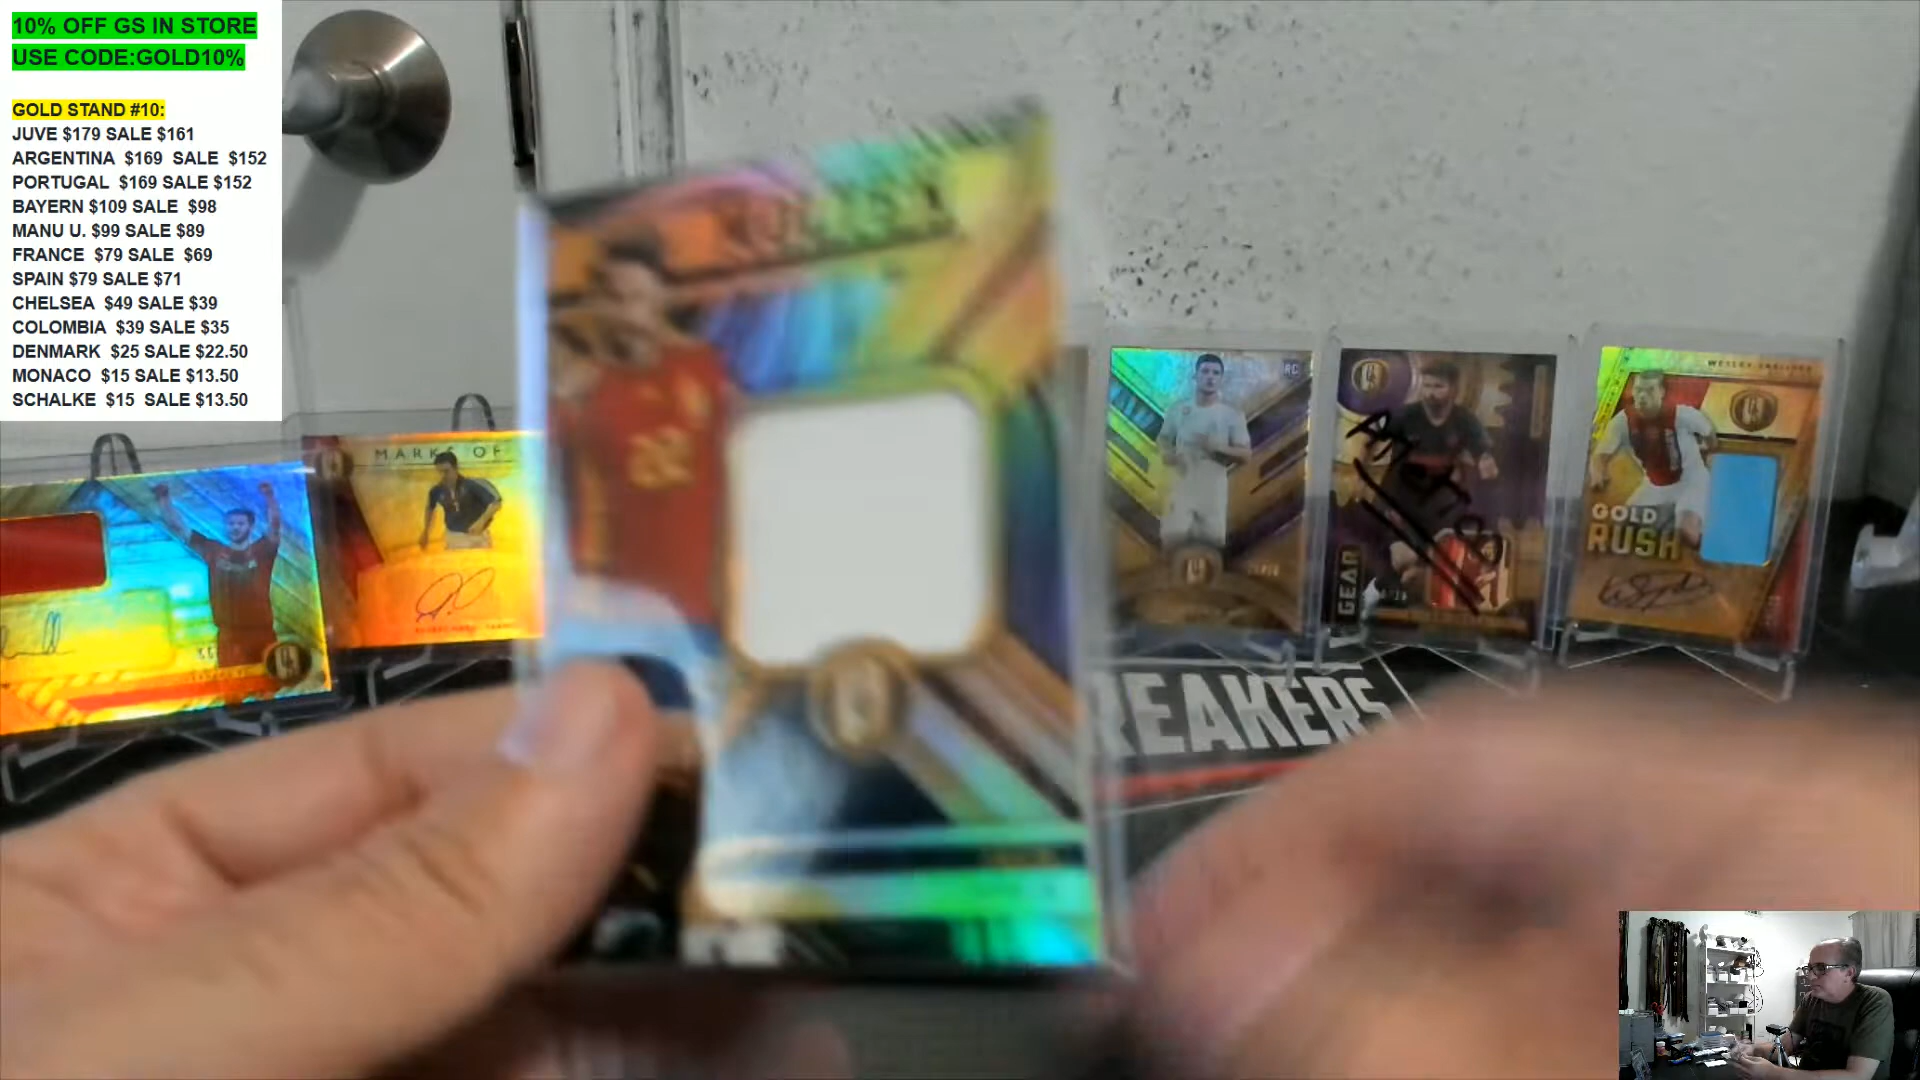 10% OFF GS IN STORE
USE CODE:GOLD10%
GOLD STAND #10:
JUVE $179 SALE $161
ARGENTINA $169 SALE $152
PORTUGAL $169 SALE $152
BAYERN $109 SALE $98
MANU U. $99 SALE $89
FRANCE $79 SALE $69
SPAIN $79 SALE $71
CHELSEA $49 SALE $39
COLOMBIA $39 SALE $35
DENMARK $25 SALE $22.50
MONACO $15 SALE $13.50
SCHALKE $15 SALE $13.50
MARKS OF
22
RC
GEAR
GOLD
RUSH
REAKERS